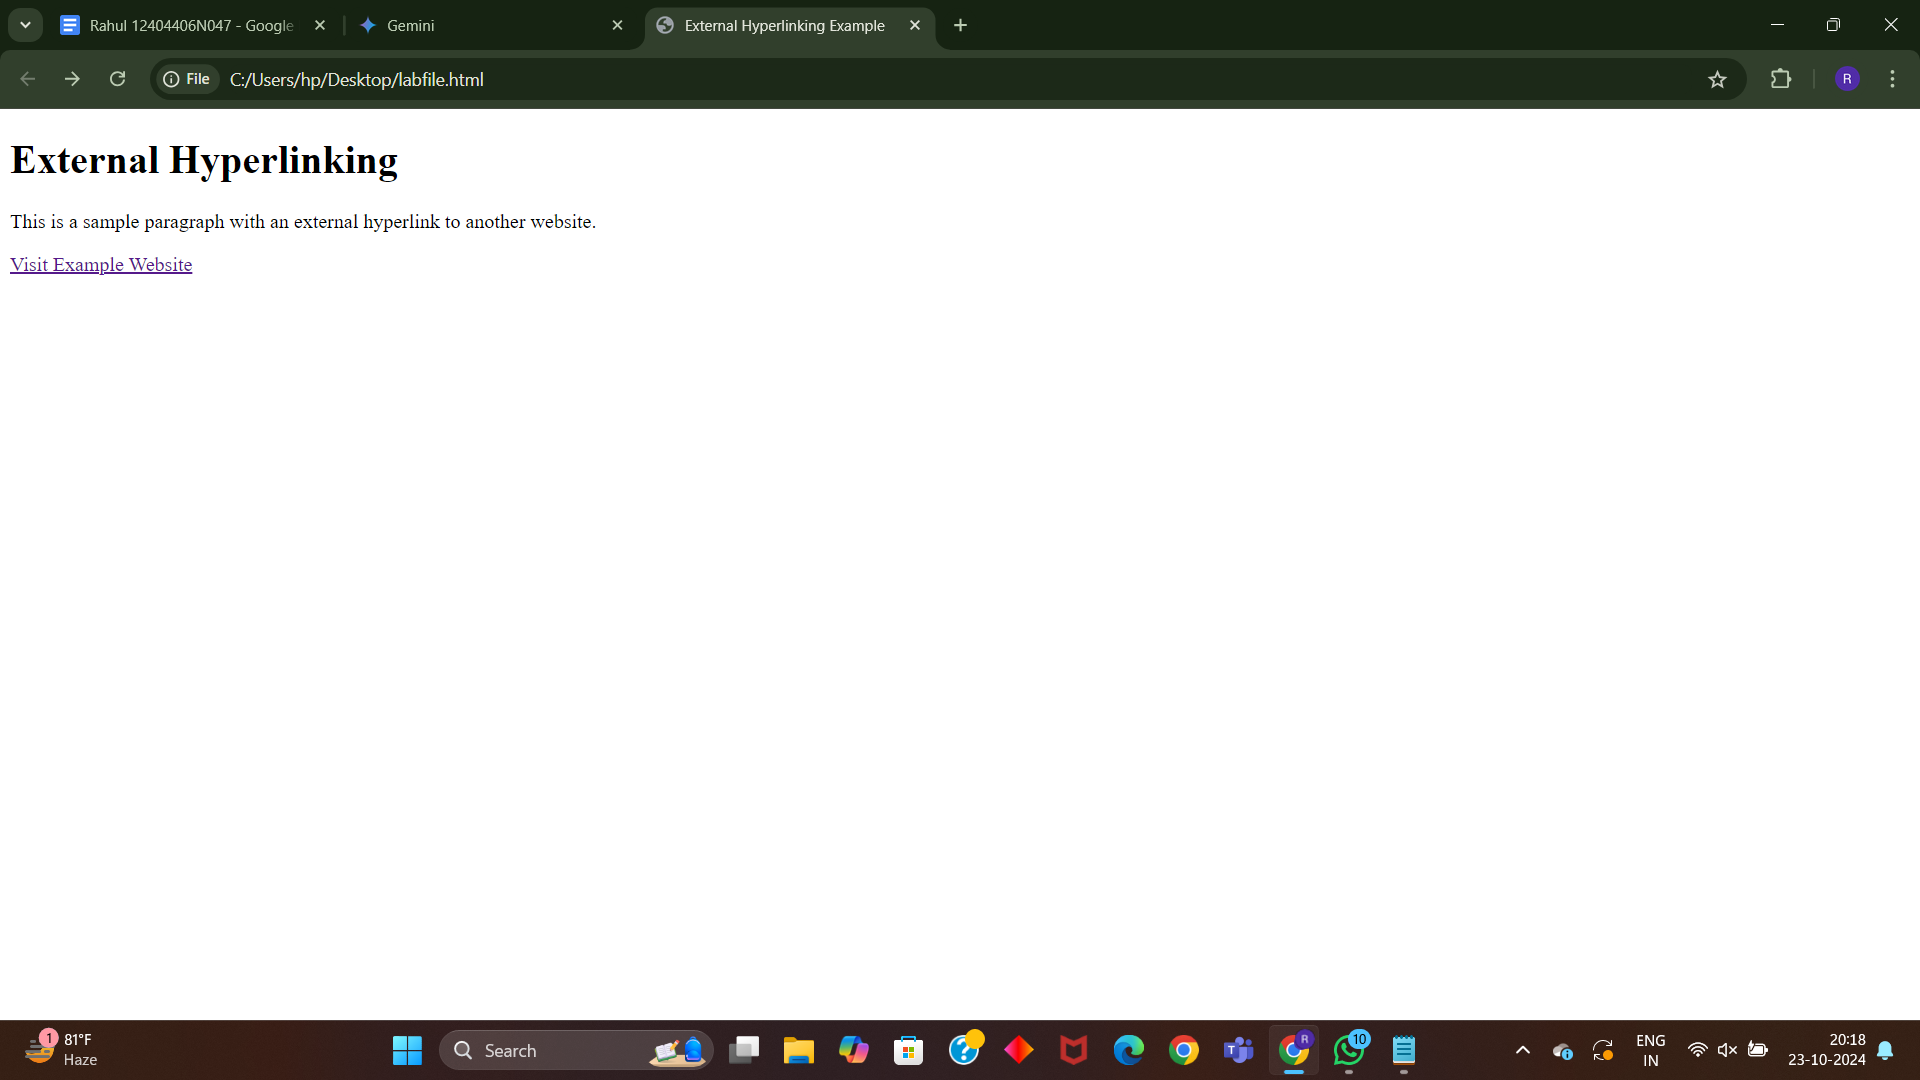 Rahul 12404406N047 - Google
Gemini
External Hyperlinking Example
File
C:/Users/hp/Desktop/labfile.html
R
External Hyperlinking
This is a sample paragraph with an external hyperlink to another website.
Visit Example Website
1
81°F
Haze
Search
T
R
10
ENG
IN
20:18
23-10-2024